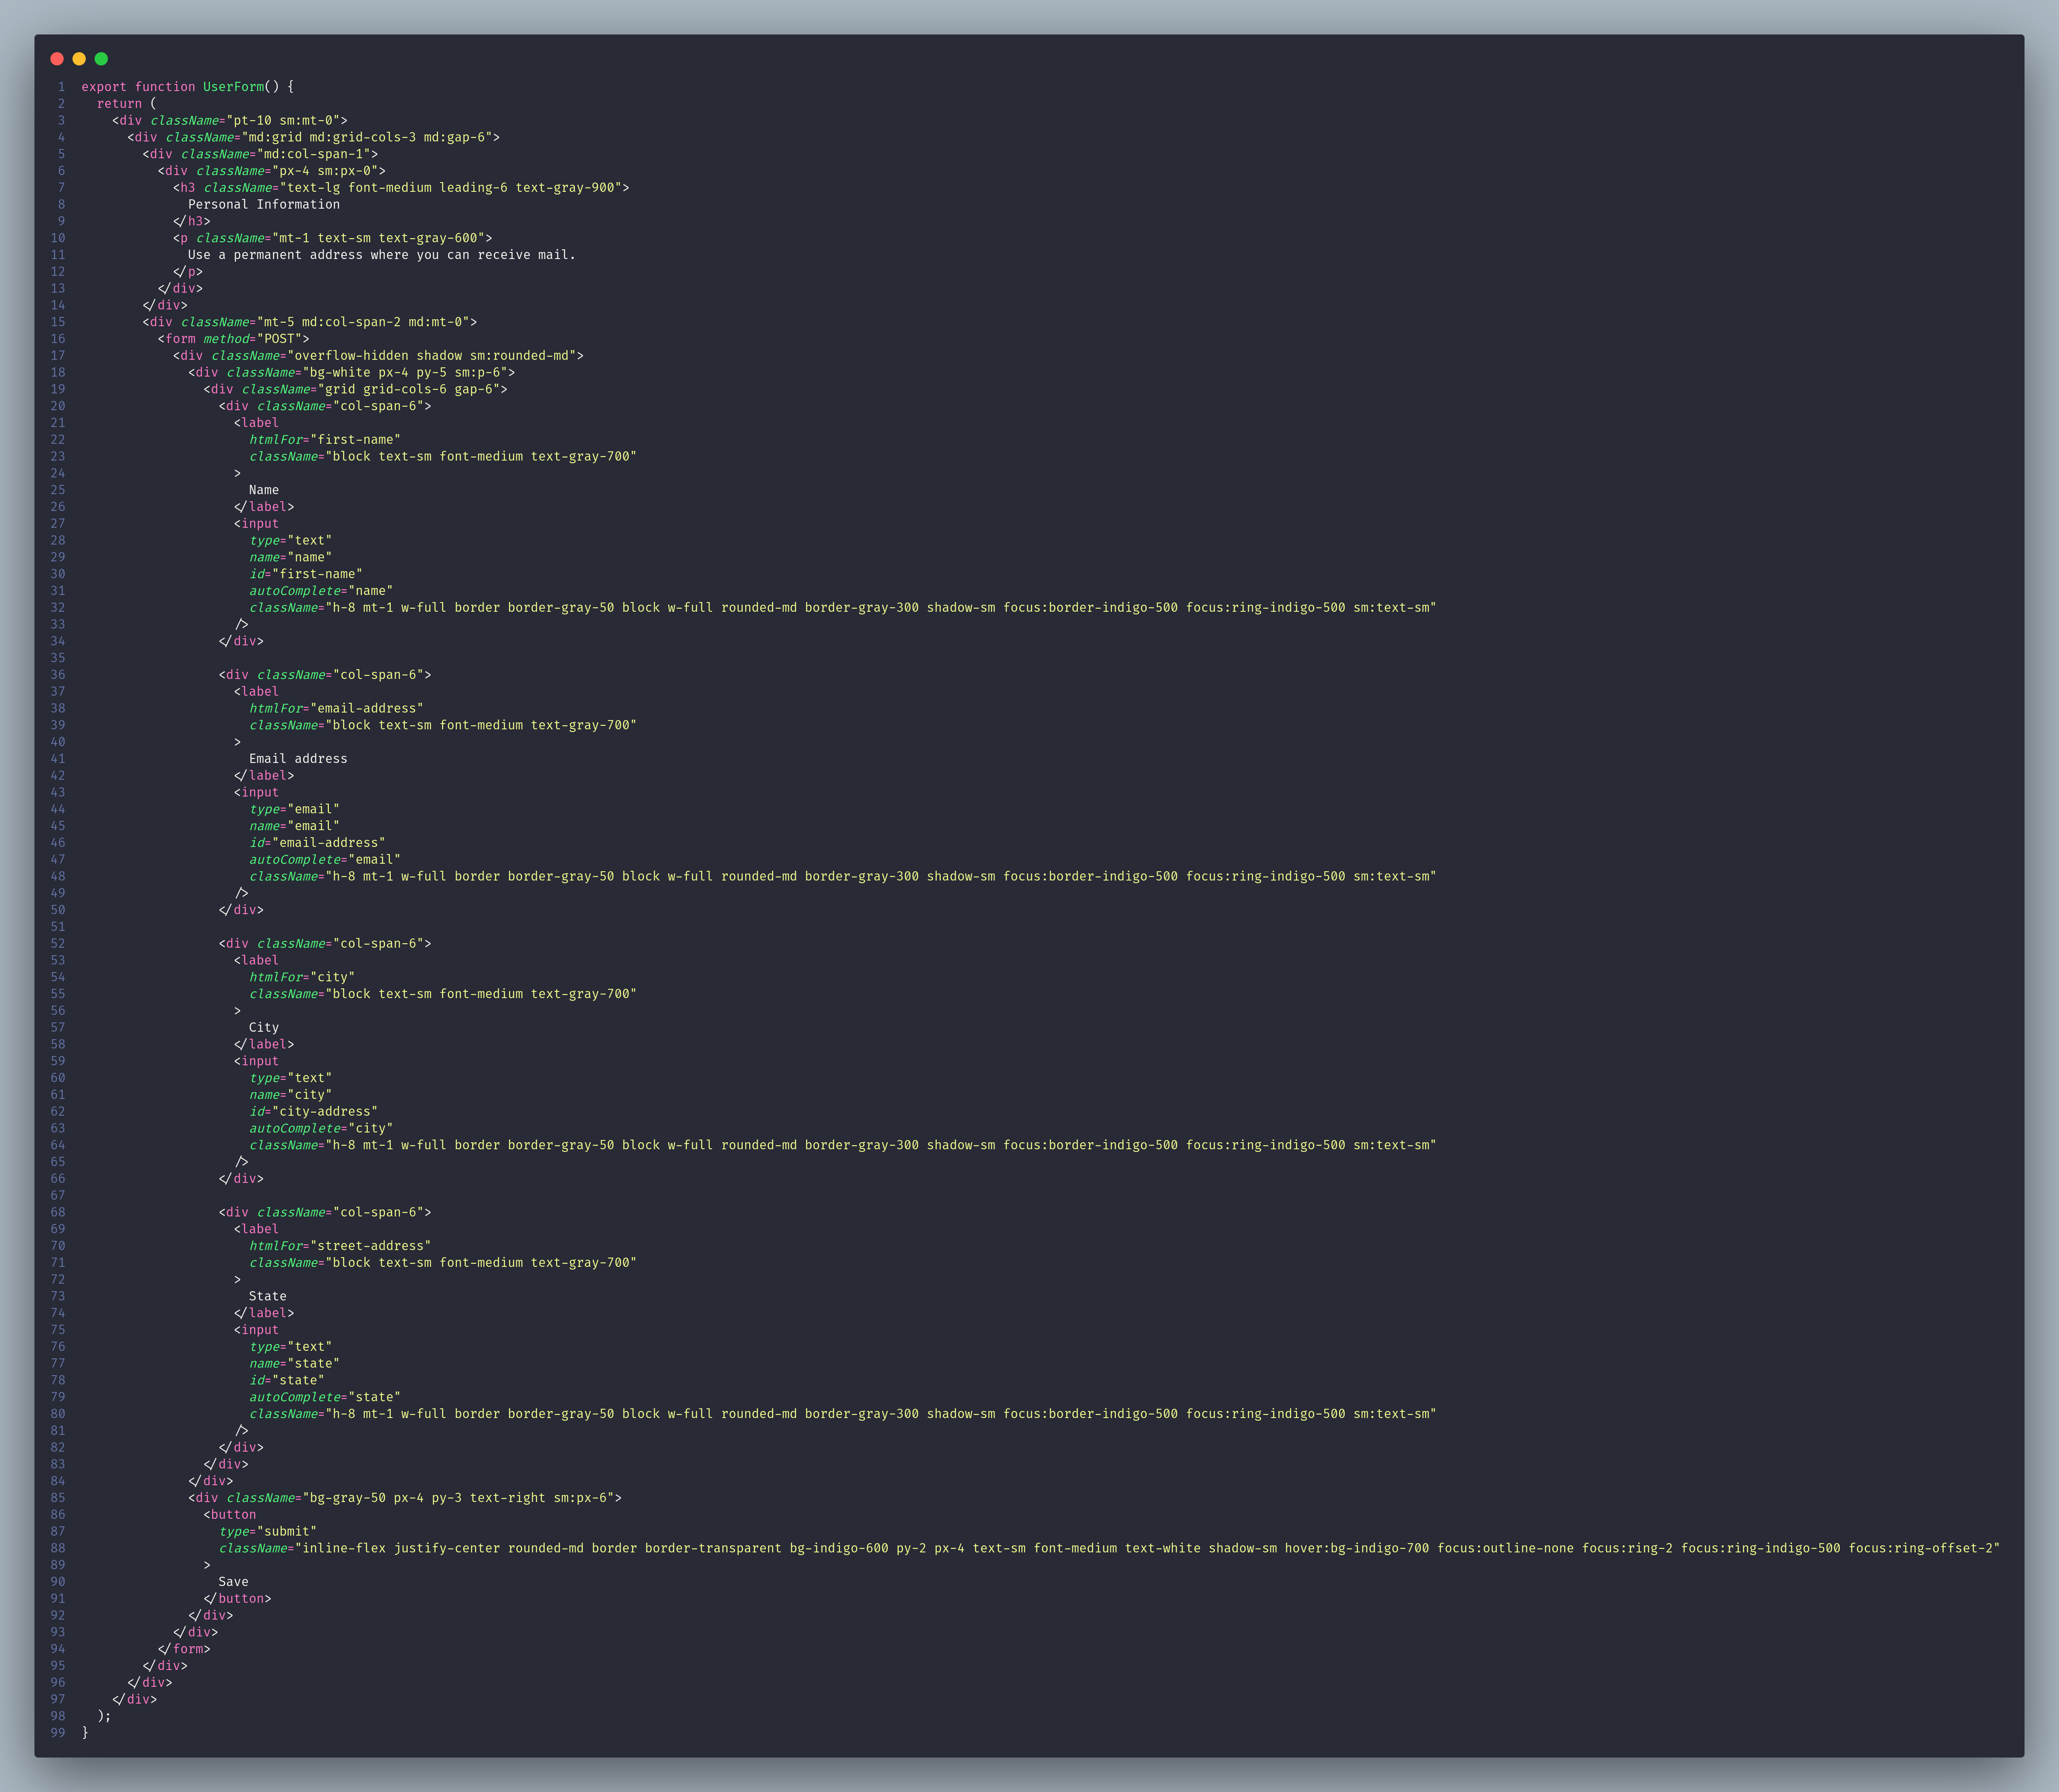 1 export function UserForm() {
2   return (
3     <div className="pt-10 sm:mt-0">
4       <div className="md:grid md:grid-cols-3 md:gap-6">
5         <div className="md:col-span-1">
6           <div className="px-4 sm:px-0">
7             <h3 className="text-lg font-medium leading-6 text-gray-900">
8               Personal Information
9             </h3>
10             <p className="mt-1 text-sm text-gray-600">
11               Use a permanent address where you can receive mail.
12             </p>
13           </div>
14         </div>
15         <div className="mt-5 md:col-span-2 md:mt-0">
16           <form method="POST">
17             <div className="overflow-hidden shadow sm:rounded-md">
18               <div className="bg-white px-4 py-5 sm:p-6">
19                 <div className="grid grid-cols-6 gap-6">
20                   <div className="col-span-6">
21                     <label
22                       htmlFor="first-name"
23                       className="block text-sm font-medium text-gray-700"
24                     >
25                       Name
26                     </label>
27                     <input
28                       type="text"
29                       name="name"
30                       id="first-name"
31                       autoComplete="name"
32                       className="h-8 mt-1 w-full border border-gray-50 block w-full rounded-md border-gray-300 shadow-sm focus:border-indigo-500 focus:ring-indigo-500 sm:text-sm"
33                     />
34                   </div>
35
36                   <div className="col-span-6">
37                     <label
38                       htmlFor="email-address"
39                       className="block text-sm font-medium text-gray-700"
40                     >
41                       Email address
42                     </label>
43                     <input
44                       type="email"
45                       name="email"
46                       id="email-address"
47                       autoComplete="email"
48                       className="h-8 mt-1 w-full border border-gray-50 block w-full rounded-md border-gray-300 shadow-sm focus:border-indigo-500 focus:ring-indigo-500 sm:text-sm"
49                     />
50                   </div>
51
52                   <div className="col-span-6">
53                     <label
54                       htmlFor="city"
55                       className="block text-sm font-medium text-gray-700"
56                     >
57                       City
58                     </label>
59                     <input
60                       type="text"
61                       name="city"
62                       id="city-address"
63                       autoComplete="city"
64                       className="h-8 mt-1 w-full border border-gray-50 block w-full rounded-md border-gray-300 shadow-sm focus:border-indigo-500 focus:ring-indigo-500 sm:text-sm"
65                     />
66                   </div>
67
68                   <div className="col-span-6">
69                     <label
70                       htmlFor="street-address"
71                       className="block text-sm font-medium text-gray-700"
72                     >
73                       State
74                     </label>
75                     <input
76                       type="text"
77                       name="state"
78                       id="state"
79                       autoComplete="state"
80                       className="h-8 mt-1 w-full border border-gray-50 block w-full rounded-md border-gray-300 shadow-sm focus:border-indigo-500 focus:ring-indigo-500 sm:text-sm"
81                     />
82                   </div>
83                 </div>
84               </div>
85               <div className="bg-gray-50 px-4 py-3 text-right sm:px-6">
86                 <button
87                   type="submit"
88                   className="inline-flex justify-center rounded-md border border-transparent bg-indigo-600 py-2 px-4 text-sm font-medium text-white shadow-sm hover:bg-indigo-700 focus:outline-none focus:ring-2 focus:ring-indigo-500 focus:ring-offset-2"
89                 >
90                   Save
91                 </button>
92               </div>
93             </div>
94           </form>
95         </div>
96       </div>
97     </div>
98   );
99 }